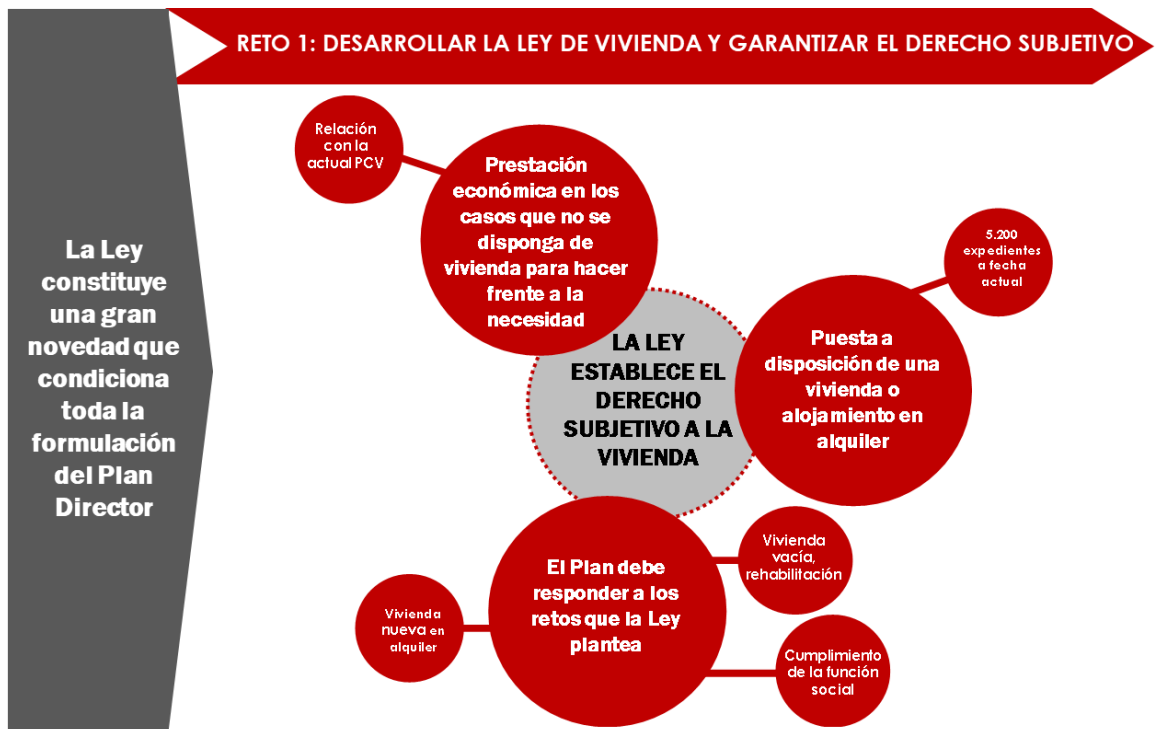 RETO 1: DESARROLLAR LA LEY DE VIVIENDA Y GARANTIZAR EL DERECHO SUBJETIVO
La Ley
constituye
una gran
novedad que
condiciona
toda la
formulación
del Plan
Director
Relación
con la
actual PCV
Prestación
económica en los
casos que no se
disponga de
vivienda para hacer
frente a la
necesidad
5.200
expedientes
a fecha
actual
Puesta a
disposición de una
vivienda o
alojamiento en
alquiler
LA LEY
ESTABLECE EL
DERECHO
SUBJETIVO A LA
VIVIENDA
El Plan debe
responder a los
retos que la Ley
plantea
Vivienda
vacía,
rehabilitación
Vivienda
nueva en
alquiler
Cumplimiento
de la función
social